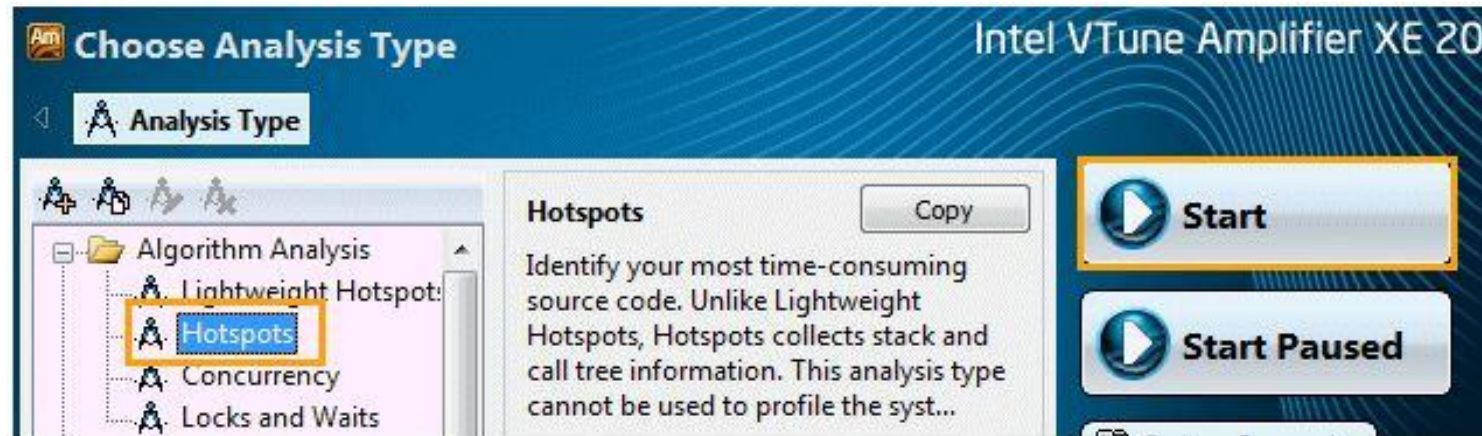 Choose Analysis Type
Intel VTune Amplifier XE 20
Analysis Type
Algorithm Analysis
Lightweight Hotspot
Hotspots
Concurrency
Locks and Waits
Hotspots
Copy
Identify your most time-consuming
source code. Unlike Lightweight
Hotspots, Hotspots collects stack and
call tree information. This analysis type
cannot be used to profile the syst...
Start
Start Paused